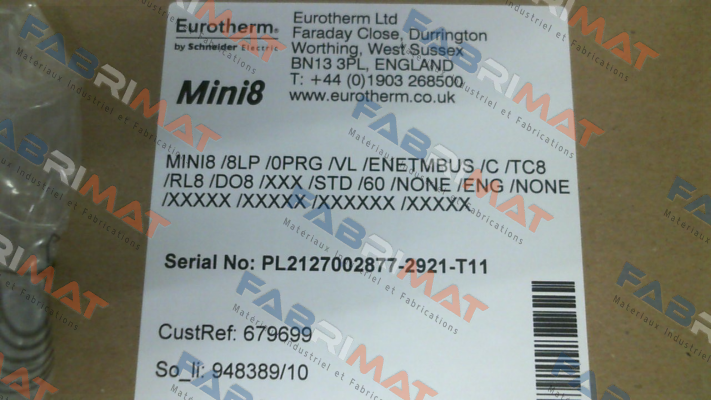 Eurotherm®
by Schneider Electric
Mini8
Eurotherm Ltd
Faraday Close, Durrington
Worthing, West Sussex
BN13 3PL, ENGLAND
T: +44 (0)1903 268500
www.eurotherm.co.uk
MINI8 /8LP /0PRG /VL /ENETMBUS /C /TC8
/RL8 /DO8 /XXX /STD /60 /NONE /ENG /NONE
/XXXXX /XXXXX /XXXXXX /XXXXX
Serial No: PL2127002877-2921-T11
CustRef: 679699
So_li: 948389/10
FABRIMAT
Materiel Industriel et Fabrications